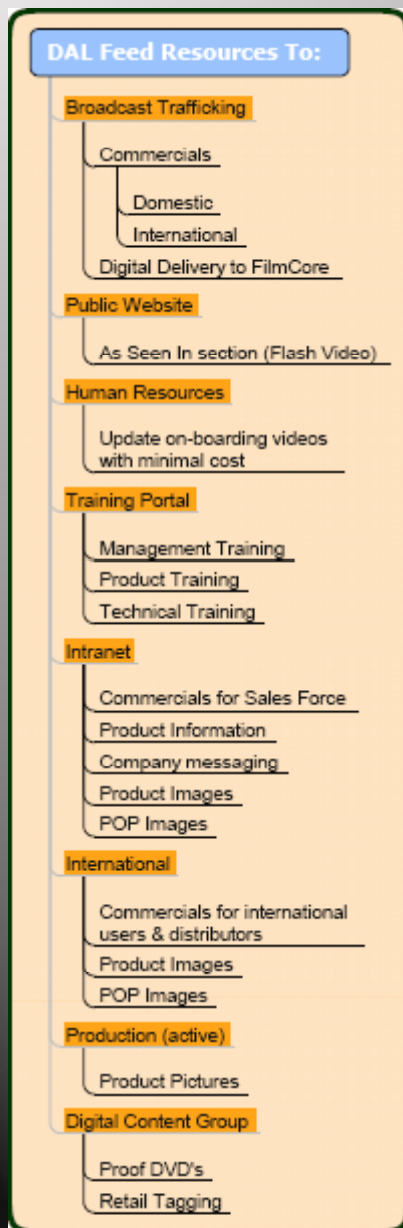 DAL Feed Resources To:
Broadcast Trafficking
Commercials
Domestic
International
Digital Delivery to FilmCore
Public Website
As Seen In section (Flash Video)
Human Resources
Update on-boarding videos
with minimal cost
Training Portal
Management Training
Product Training
Technical Training
Intranet
Commercials for Sales Force
Product Information
Company messaging
Product Images
POP Images
International
Commercials for international
users & distributors
Product Images
POP Images
Production (active)
Product Pictures
Digital Content Group
Proof DVD's
Retail Tagging